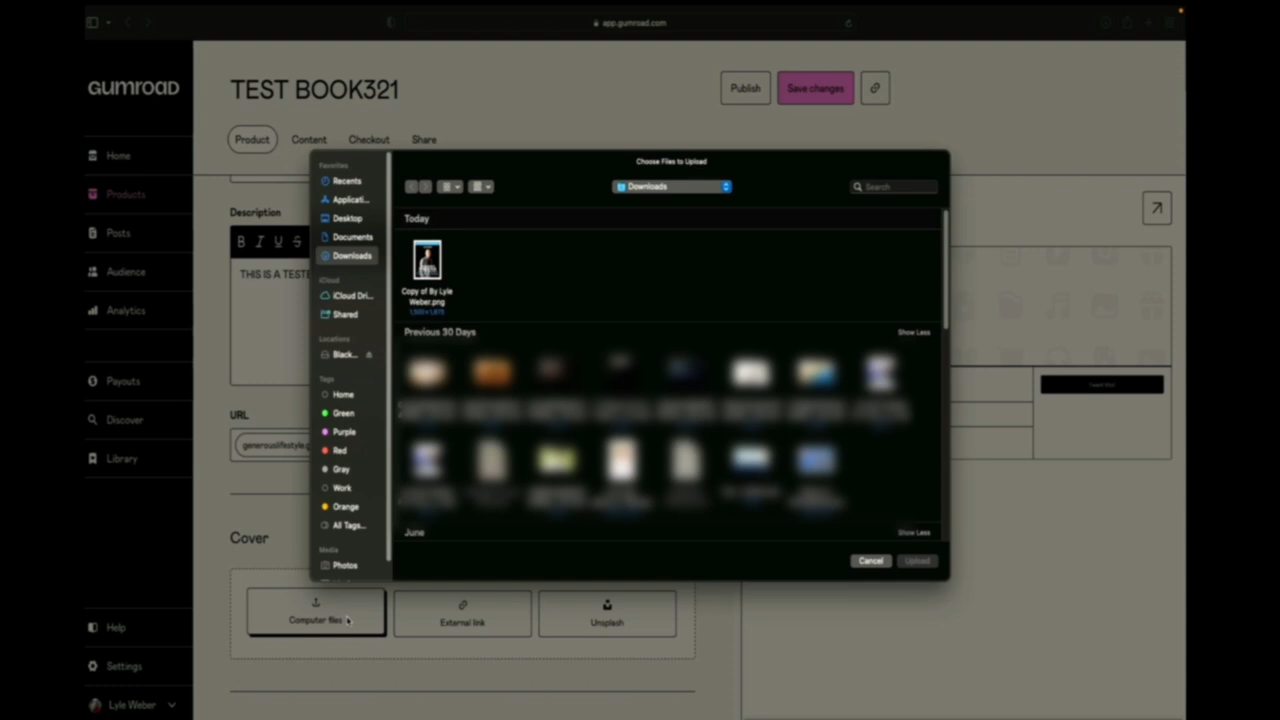 app.gumroad.com
GUMROAD
TEST BOOK321
Publish
Save changes
Product
Content
Checkout
Share
Home
Products
Posts
Audience
Analytics
Payouts
Discover
Library
Help
Settings
Lyle Weber
Description
B I U S
THIS IS A TESTE
URL
generouslifestyle.g
Cover
Computer files
External link
Unsplash
Choose Files to Upload
Favorites
Recents
Applicati...
Desktop
Documents
Downloads
iCloud
iCloud Dri...
Shared
Locations
Black...
Tags
Home
Green
Purple
Red
Gray
Work
Orange
All Tags...
Media
Photos
Downloads
Search
Today
Copy of By Lyle
Weber.png
Previous 30 Days
Show Less
June
Show Less
Cancel
Upload